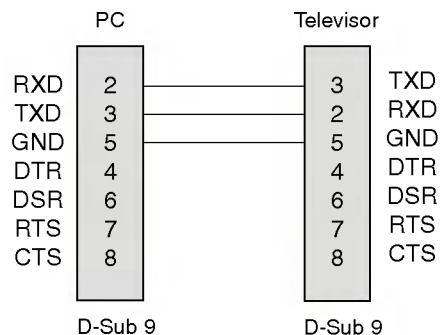 PC Televisor
RXD 2 3 TXD
TXD 3 2 RXD
GND 5 5 GND
DTR 4 4 DTR
DSR 6 6 DSR
RTS 7 7 RTS
CTS 8 8 CTS
D-Sub 9 D-Sub 9